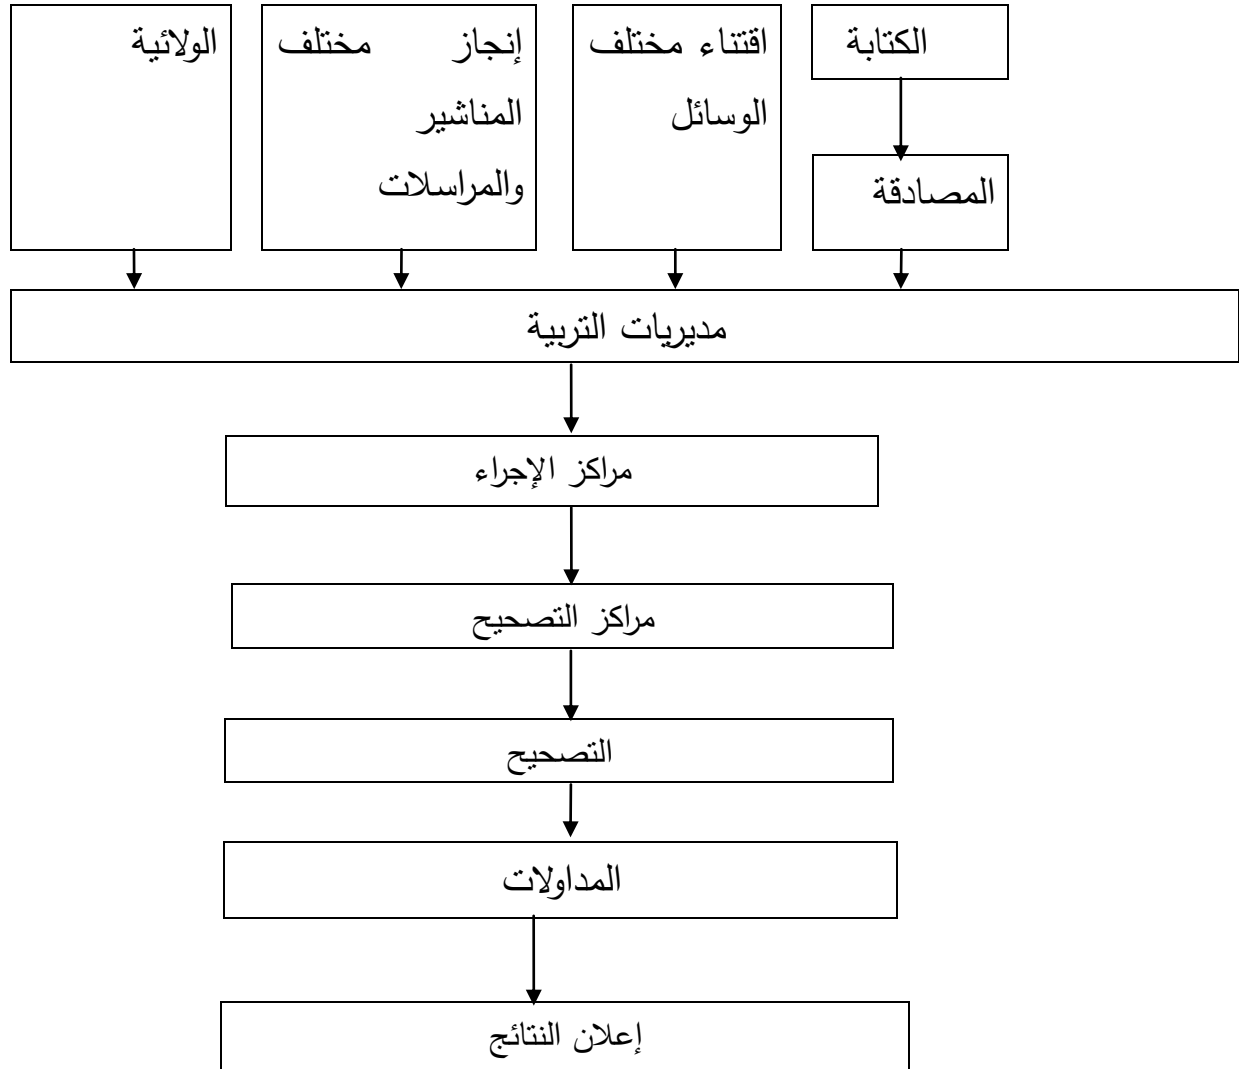 الكتابة
المصادقة
اقتناء مختلف
الوسائل
إنجاز مختلف
المناشير
والمراسلات
الولائية
مديريات التربية
مراكز الإجراء
مراكز التصحيح
التصحيح
المداولات
إعلان النتائج